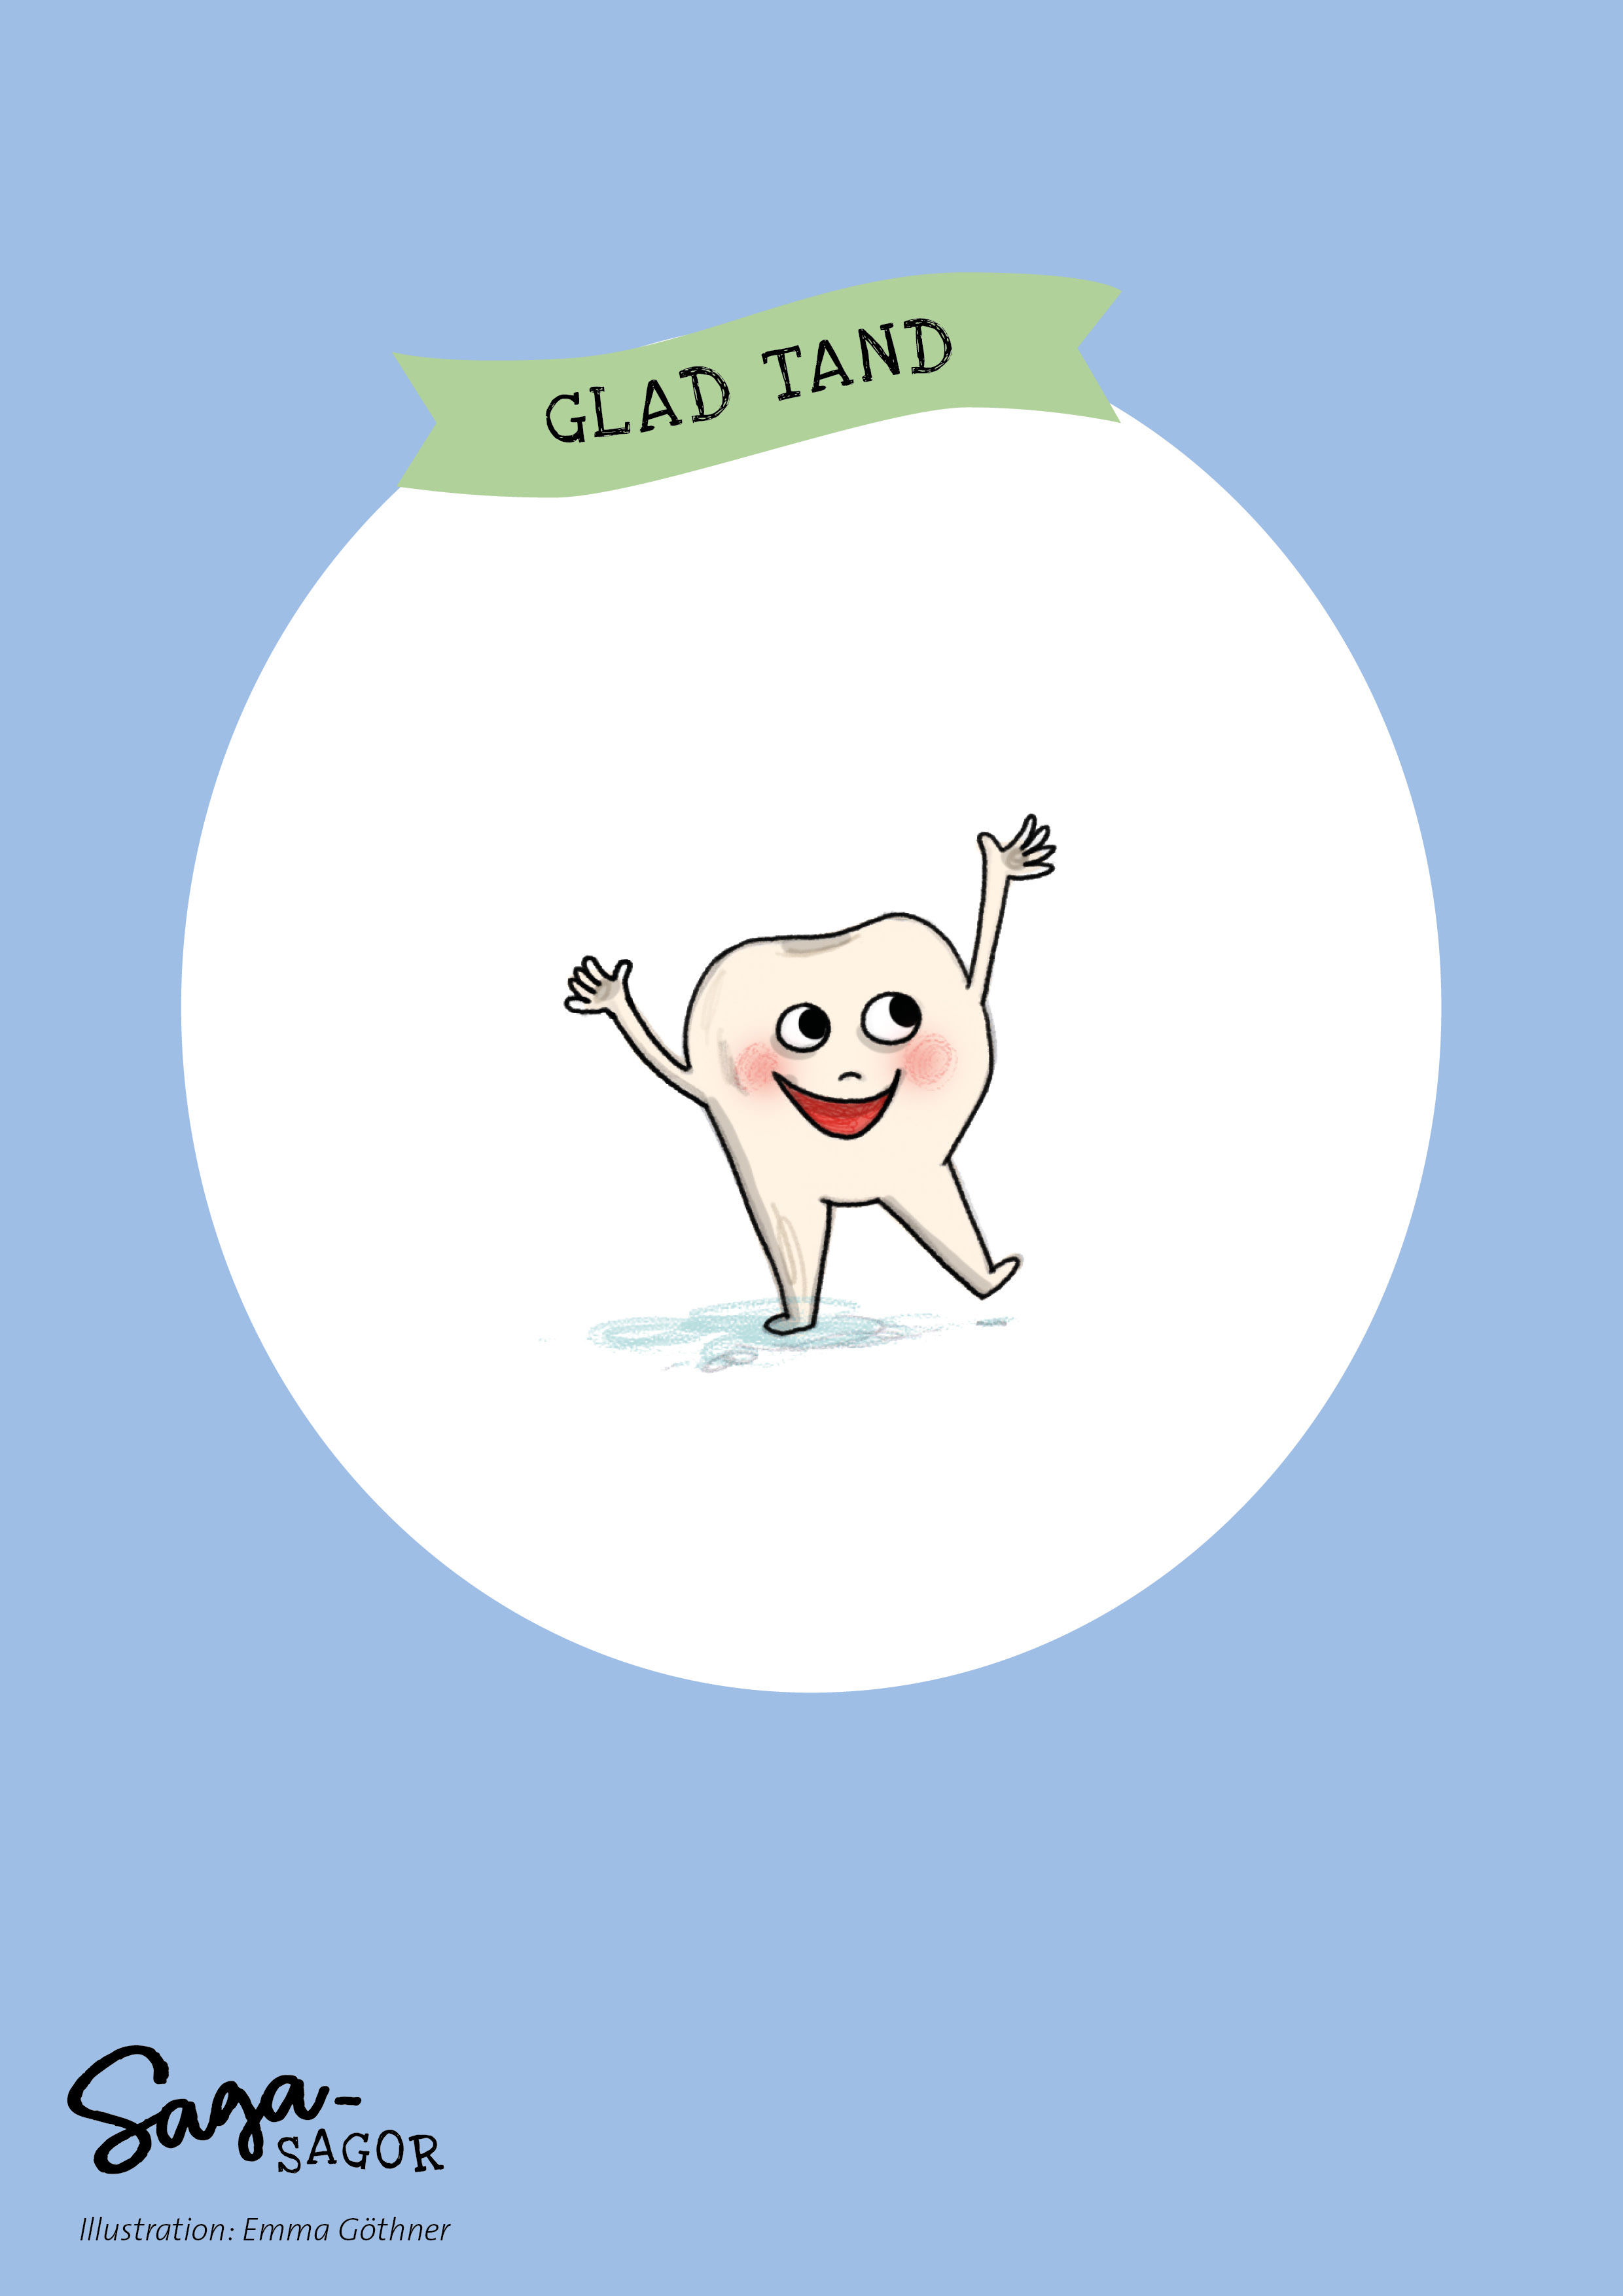 GLAD TAND
Saga-
SAGOR
Illustration: Emma Göthner